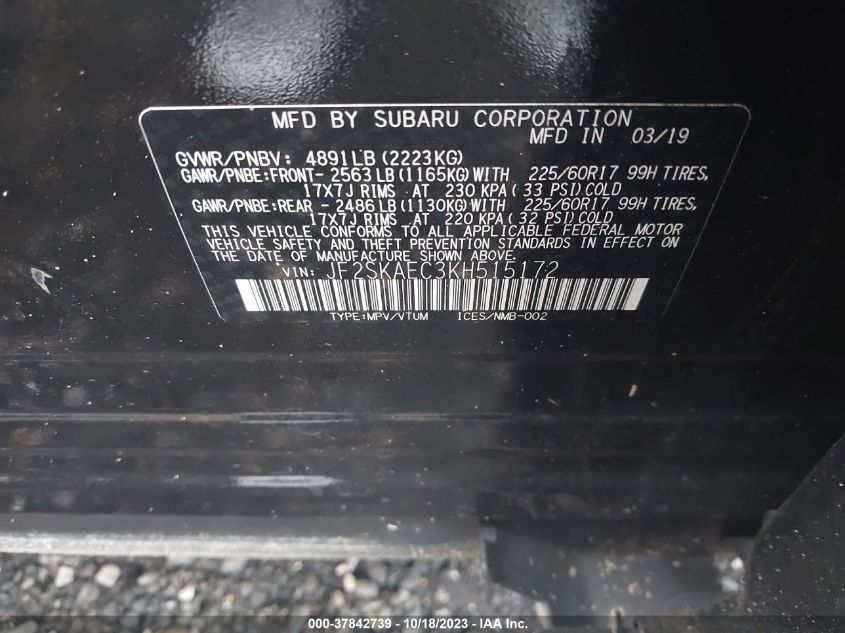 MFD BY SUBARU CORPORATION
MFD IN 03/19
GVWR/PNBV: 4891LB (2223KG)
GAWR/PNBE:FRONT- 2563 LB (1165KG)WITH 225/60R17 99H TIRES,
17X7J RIMS AT 230 KPA ( 33 PSI)COLD
GAWR/PNBE:REAR - 2486 LB (1130KG)WITH 225/60R17 99H TIRES,
17X7J RIMS AT 220 KPA ( 32 PSI)COLD
THIS VEHICLE CONFORMS TO ALL APPLICABLE FEDERAL MOTOR
VEHICLE SAFETY AND THEFT PREVENTION STANDARDS IN EFFECT ON
THE DATE OF MANUFACTURE SHOWN ABOVE.
VIN: JF2SKAEC3KH515172
TYPE:MPV/VTUM ICES/NMB-002
000-37842739 - 10/18/2023 - IAA Inc.